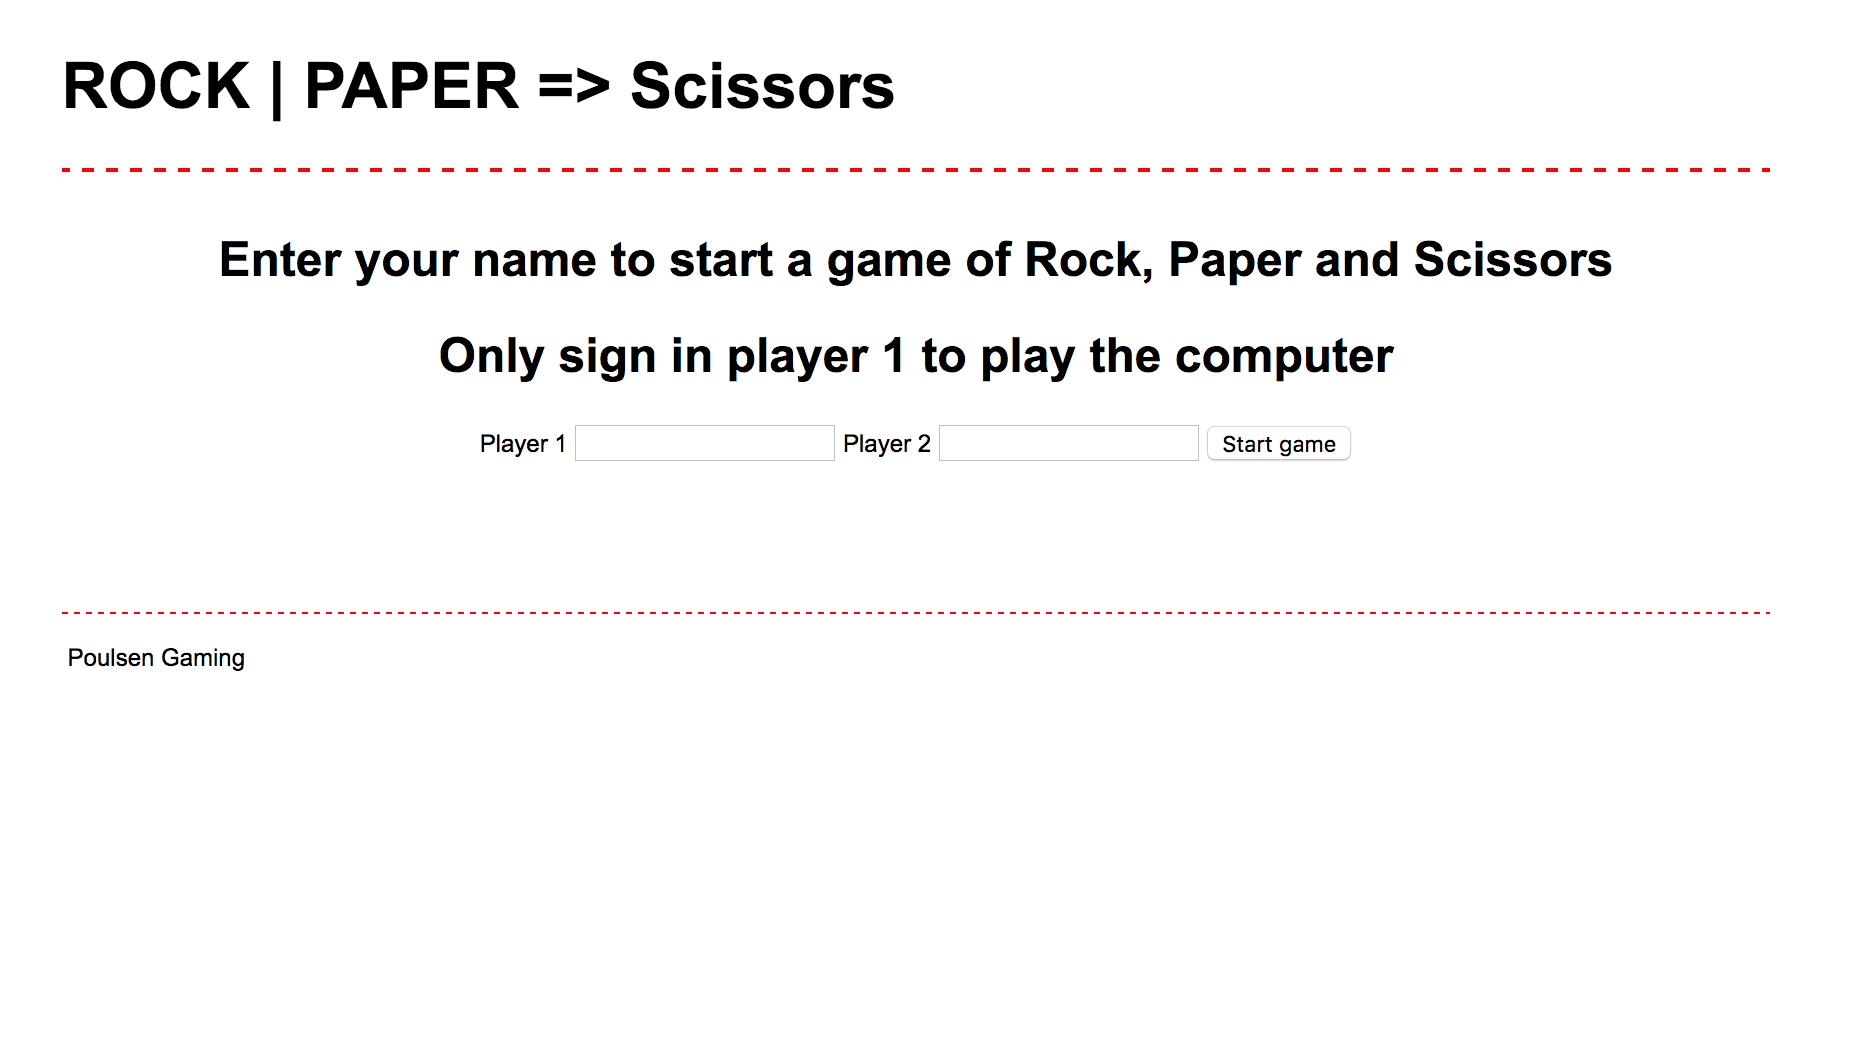 ROCK | PAPER => Scissors
Enter your name to start a game of Rock, Paper and Scissors
Only sign in player 1 to play the computer
Player 1 Player 2 Start game
Poulsen Gaming